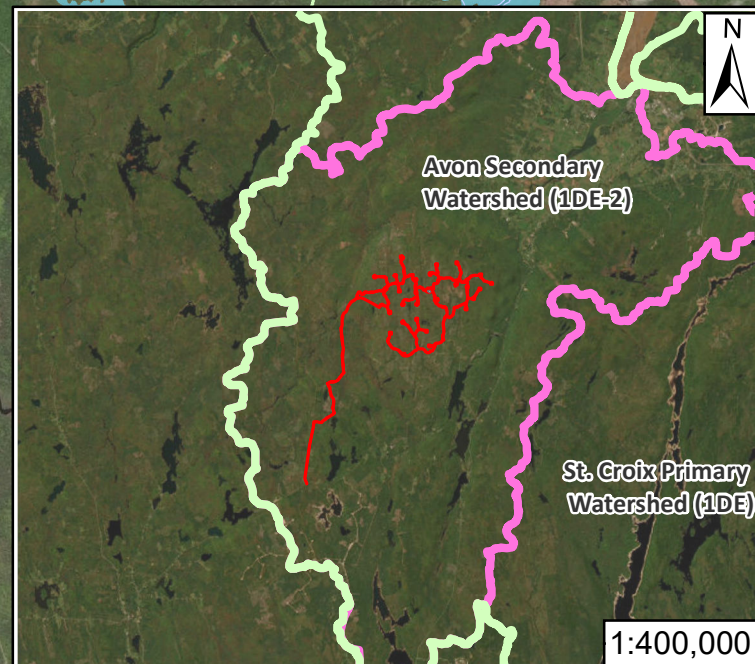 N
Avon Secondary
Watershed (1DE-2)
St. Croix Primary
Watershed (1DE)
1:400,000